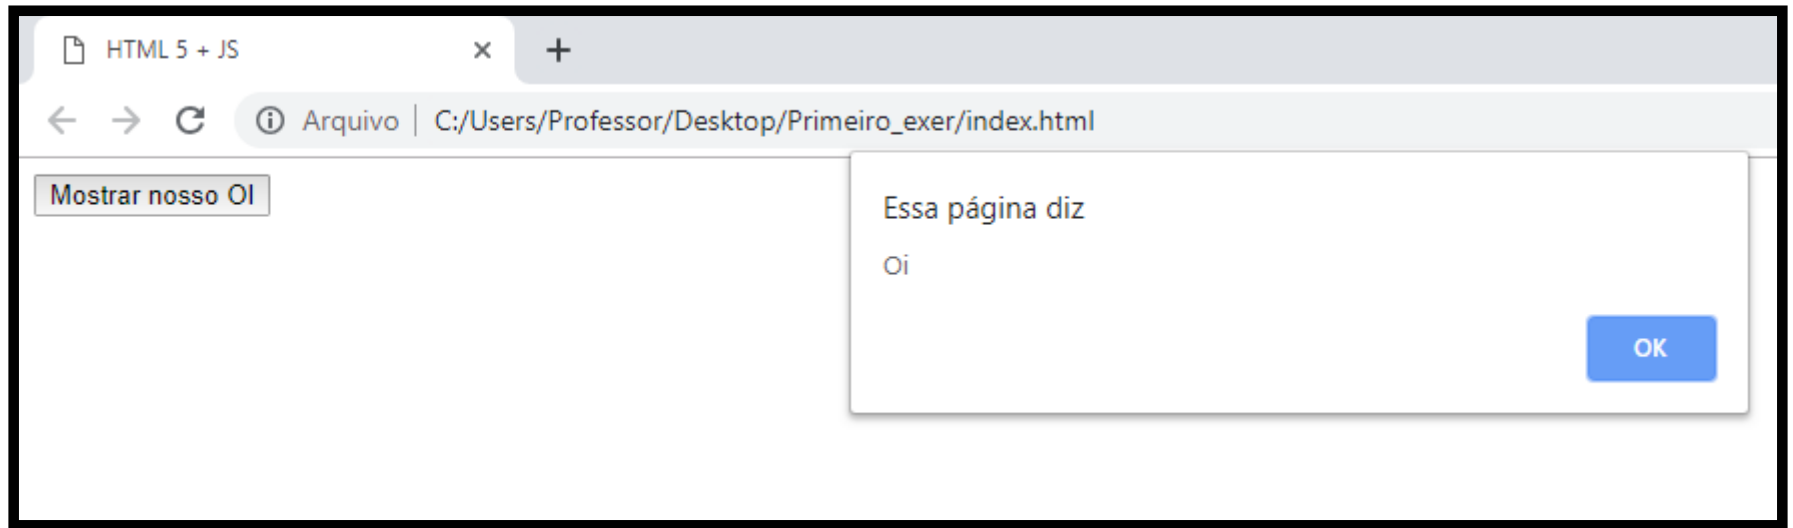 HTML 5 + JS
Arquivo | C:/Users/Professor/Desktop/Primeiro_exer/index.html
Mostrar nosso OI
Essa página diz
Oi
OK